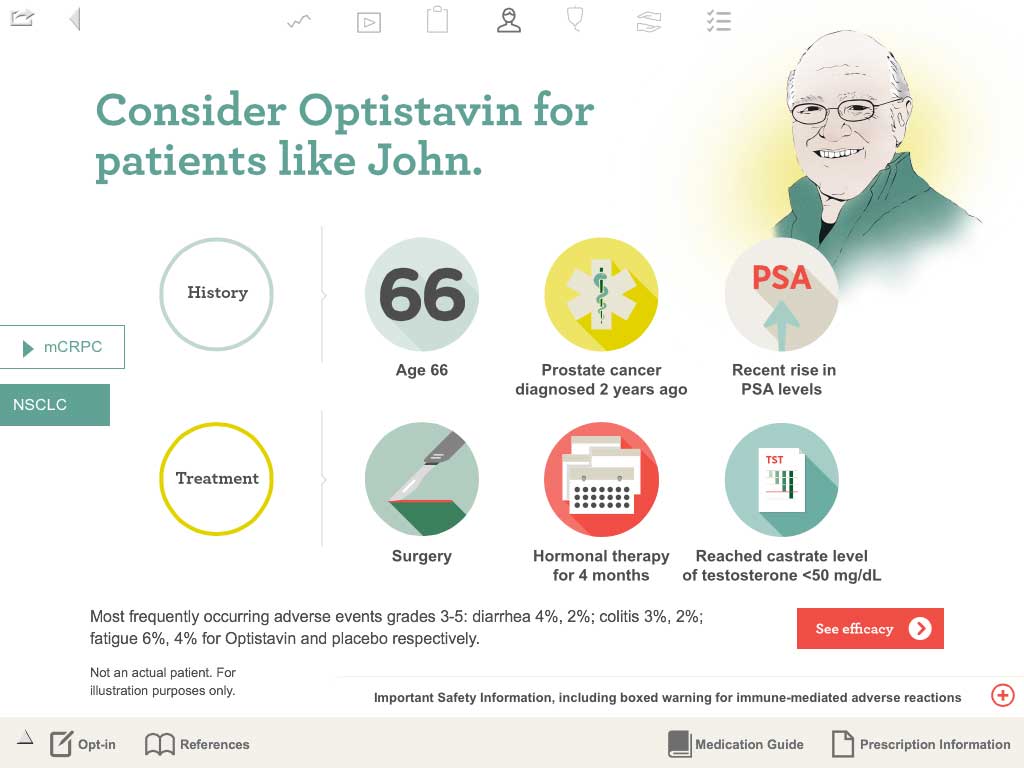 Consider Optistavin for
patients like John.
History
66
PSA
Age 66
Prostate cancer
diagnosed 2 years ago
Recent rise in
PSA levels
mCRPC
NSCLC
Treatment
TST
Surgery
Hormonal therapy
for 4 months
Reached castrate level
of testosterone <50 mg/dL
Most frequently occurring adverse events grades 3-5: diarrhea 4%, 2%; colitis 3%, 2%;
fatigue 6%, 4% for Optistavin and placebo respectively.
See efficacy
Not an actual patient. For
illustration purposes only.
Important Safety Information, including boxed warning for immune-mediated adverse reactions
Opt-in
References
Medication Guide
Prescription Information